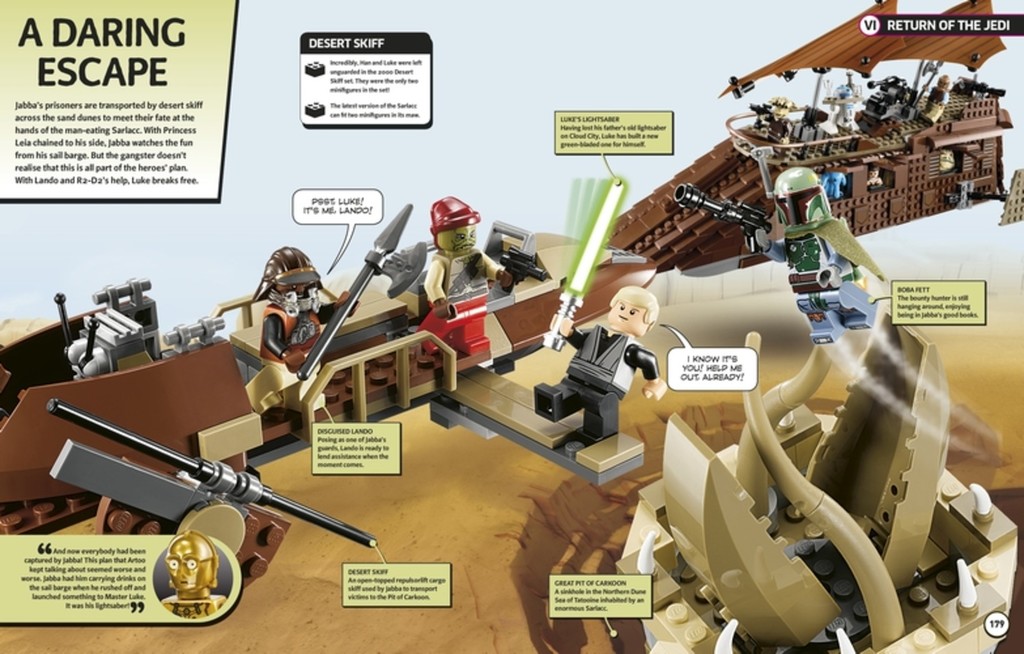 A DARING
ESCAPE
Jabba's prisoners are transported by desert skiff
across the sand dunes to meet their fate at the
hands of the man-eating Sarlacc. With Princess
Leia chained to his side, Jabba watches the fun
from his sail barge. But the gangster doesn't
realise that this is all part of the heroes' plan.
With Lando and R2-D2's help, Luke breaks free.
DESERT SKIFF
Incredibly, Han and Luke were left
unguarded in the 2000 Desert
Skiff set. They were the only two
minifigures in the set!
The latest version of the Sarlacc
can fit two minifigures in its maw.
VI RETURN OF THE JEDI
LUKE'S LIGHTSABER
Having lost his father's old lightsaber
on Cloud City, Luke has built a new
green-bladed one for himself.
PSST, LUKE!
IT'S ME, LANDO!
BOBA FETT
The bounty hunter is still
hanging around, enjoying
being in Jabba's good books.
I KNOW IT'S
YOU! HELP ME
OUT, ALREADY!
DISGUISED LANDO
Posing as one of Jabba's
guards, Lando is ready to
lend assistance when the
moment comes.
“And now everybody had been
captured by Jabba! This plan that Artoo
kept talking about seemed worse and
worse. Jabba had him carrying drinks on
the sail barge when he rushed off and
launched something to Master Luke.
It was his lightsaber!”
DESERT SKIFF
An open-topped repulsorlift cargo
skiff used by Jabba to transport
victims to the Pit of Carkoon.
GREAT PIT OF CARKOON
A sinkhole in the Northern Dune
Sea of Tatooine inhabited by an
enormous Sarlacc.
179